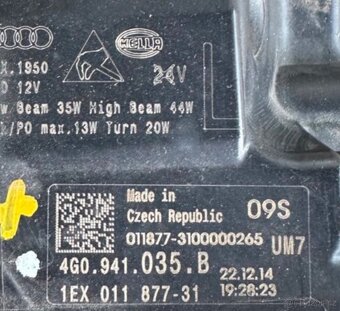 HELLA
X.1950
24V
D 12V
w Beam 35W High Beam 44W
/PO max.13W Turn 20W
Made in
Czech Republic
09S
011877-3100000265
UM7
4G0.941.035.B
22.12.14
1EX 011 877-31
19:28:23